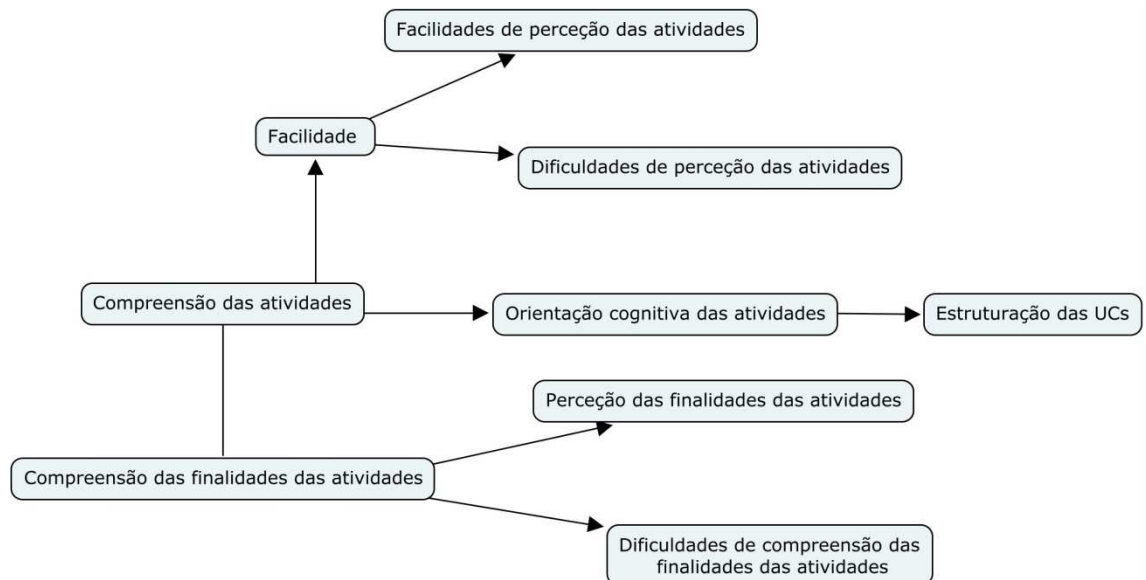 Facilidades de perceção das atividades
Facilidade
Dificuldades de perceção das atividades
Compreensão das atividades
Orientação cognitiva das atividades
Estruturação das UCs
Perceção das finalidades das atividades
Compreensão das finalidades das atividades
Dificuldades de compreensão das
finalidades das atividades